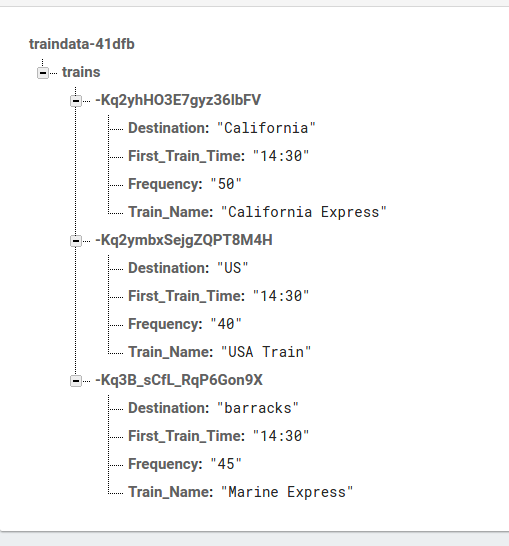 traindata-41dfb
trains
-Kq2yhHO3E7gyz36lbFV
Destination: "California"
First_Train_Time: "14:30"
Frequency: "50"
Train_Name: "California Express"
-Kq2ymbxSejgZQPT8M4H
Destination: "US"
First_Train_Time: "14:30"
Frequency: "40"
Train_Name: "USA Train"
-Kq3B_sCfL_RqP6Gon9X
Destination: "barracks"
First_Train_Time: "14:30"
Frequency: "45"
Train_Name: "Marine Express"